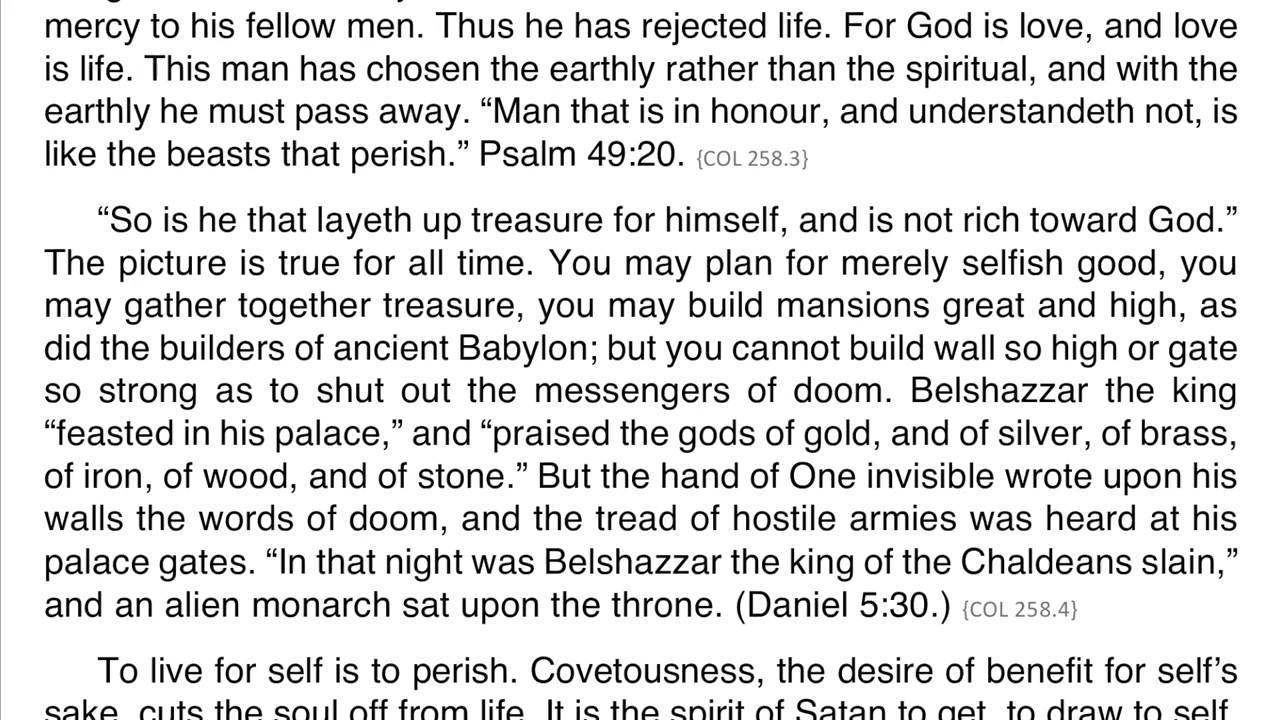 mercy to his fellow men. Thus he has rejected life. For God is love, and love
is life. This man has chosen the earthly rather than the spiritual, and with the
earthly he must pass away. “Man that is in honour, and understandeth not, is
like the beasts that perish.” Psalm 49:20. {COL 258.3}
“So is he that layeth up treasure for himself, and is not rich toward God.”
The picture is true for all time. You may plan for merely selfish good, you
may gather together treasure, you may build mansions great and high, as
did the builders of ancient Babylon; but you cannot build wall so high or gate
so strong as to shut out the messengers of doom. Belshazzar the king
“feasted in his palace,” and “praised the gods of gold, and of silver, of brass,
of iron, of wood, and of stone.” But the hand of One invisible wrote upon his
walls the words of doom, and the tread of hostile armies was heard at his
palace gates. “In that night was Belshazzar the king of the Chaldeans slain,”
and an alien monarch sat upon the throne. (Daniel 5:30.) {COL 258.4}
To live for self is to perish. Covetousness, the desire of benefit for self’s
sake, cuts the soul off from life. It is the spirit of Satan to get, to draw to self.